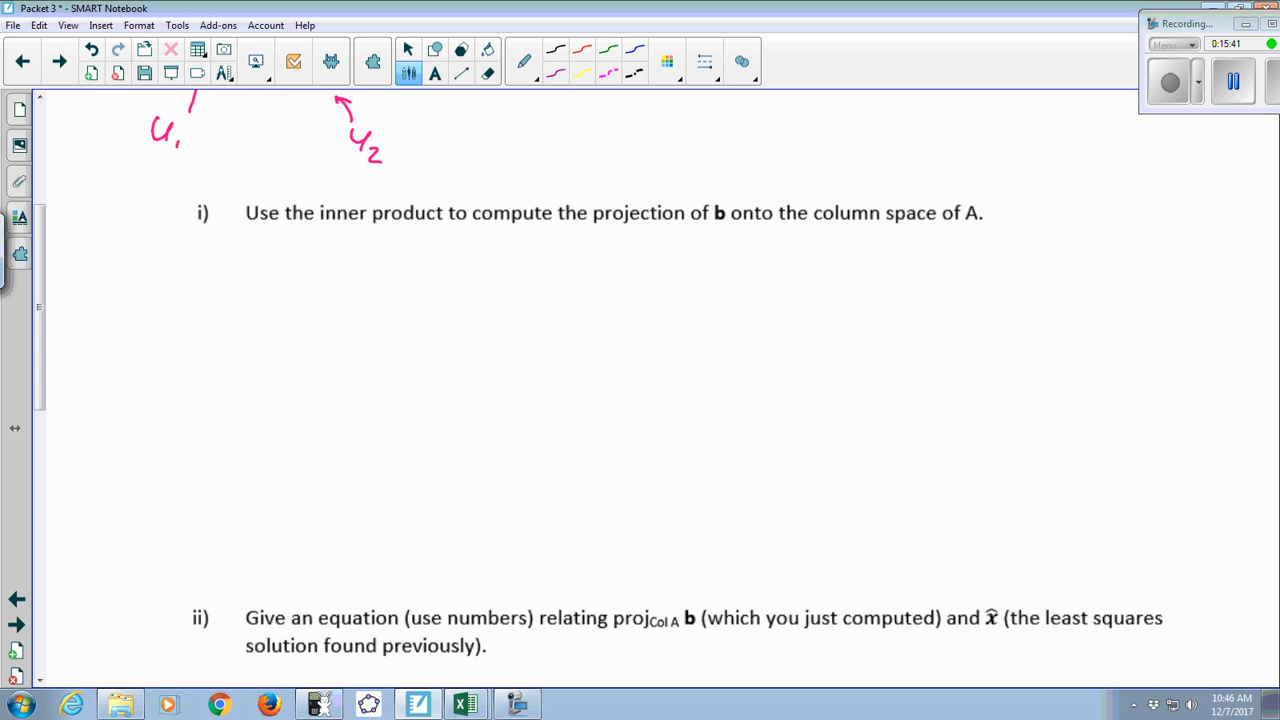 Packet 3 * - SMART Notebook
File Edit View Insert Format Tools Add-ons Account Help
Recording...
Menu
0:15:41
u₁
u₂
i) Use the inner product to compute the projection of b onto the column space of A.
ii) Give an equation (use numbers) relating proj_Col A b (which you just computed) and x̂ (the least squares
solution found previously).
10:46 AM
12/7/2017